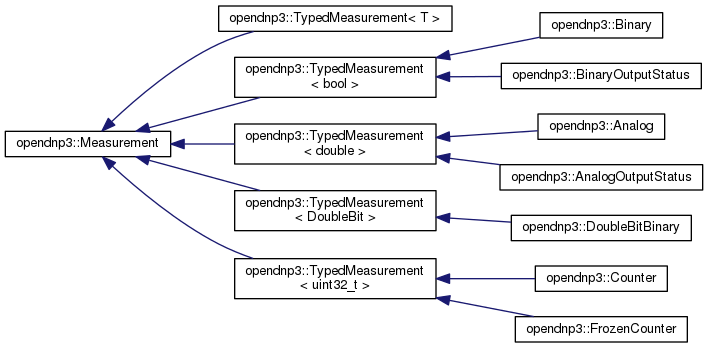 opendnp3::TypedMeasurement< T >
opendnp3::Binary
opendnp3::TypedMeasurement
< bool >
opendnp3::BinaryOutputStatus
opendnp3::Measurement
opendnp3::TypedMeasurement
< double >
opendnp3::Analog
opendnp3::AnalogOutputStatus
opendnp3::TypedMeasurement
< DoubleBit >
opendnp3::DoubleBitBinary
opendnp3::TypedMeasurement
< uint32_t >
opendnp3::Counter
opendnp3::FrozenCounter